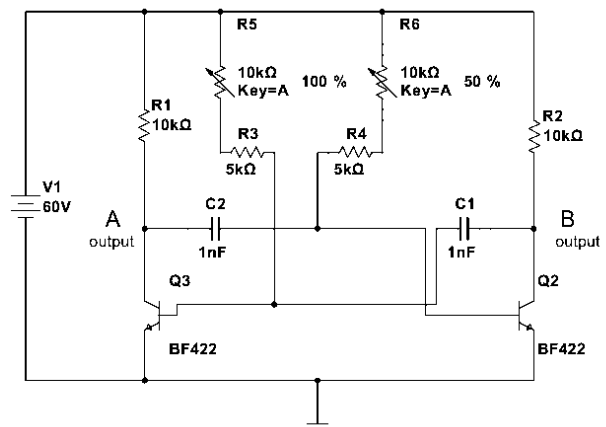 R5
10kΩ
Key=A
100 %
R6
10kΩ
Key=A
50 %
R1
10kΩ
R2
10kΩ
R3
5kΩ
R4
5kΩ
V1
60V
A
output
C2
1nF
C1
1nF
B
output
Q3
BF422
Q2
BF422